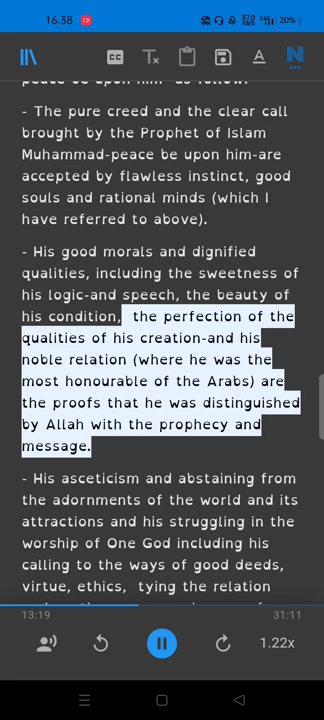 16.38
37.0
KB/S
20%
CC
T
A
N
- The pure creed and the clear call
brought by the Prophet of Islam
Muhammad-peace be upon him-are
accepted by flawless instinct, good
souls and rational minds (which I
have referred to above).
- His good morals and dignified
qualities, including the sweetness of
his logic-and speech, the beauty of
his condition, the perfection of the
qualities of his creation-and his
noble relation (where he was the
most honourable of the Arabs) are
the proofs that he was distinguished
by Allah with the prophecy and
message.
- His asceticism and abstaining from
the adornments of the world and its
attractions and his struggling in the
worship of One God including his
calling to the ways of good deeds,
virtue, ethics, tying the relation
13:19
31:11
1.22x